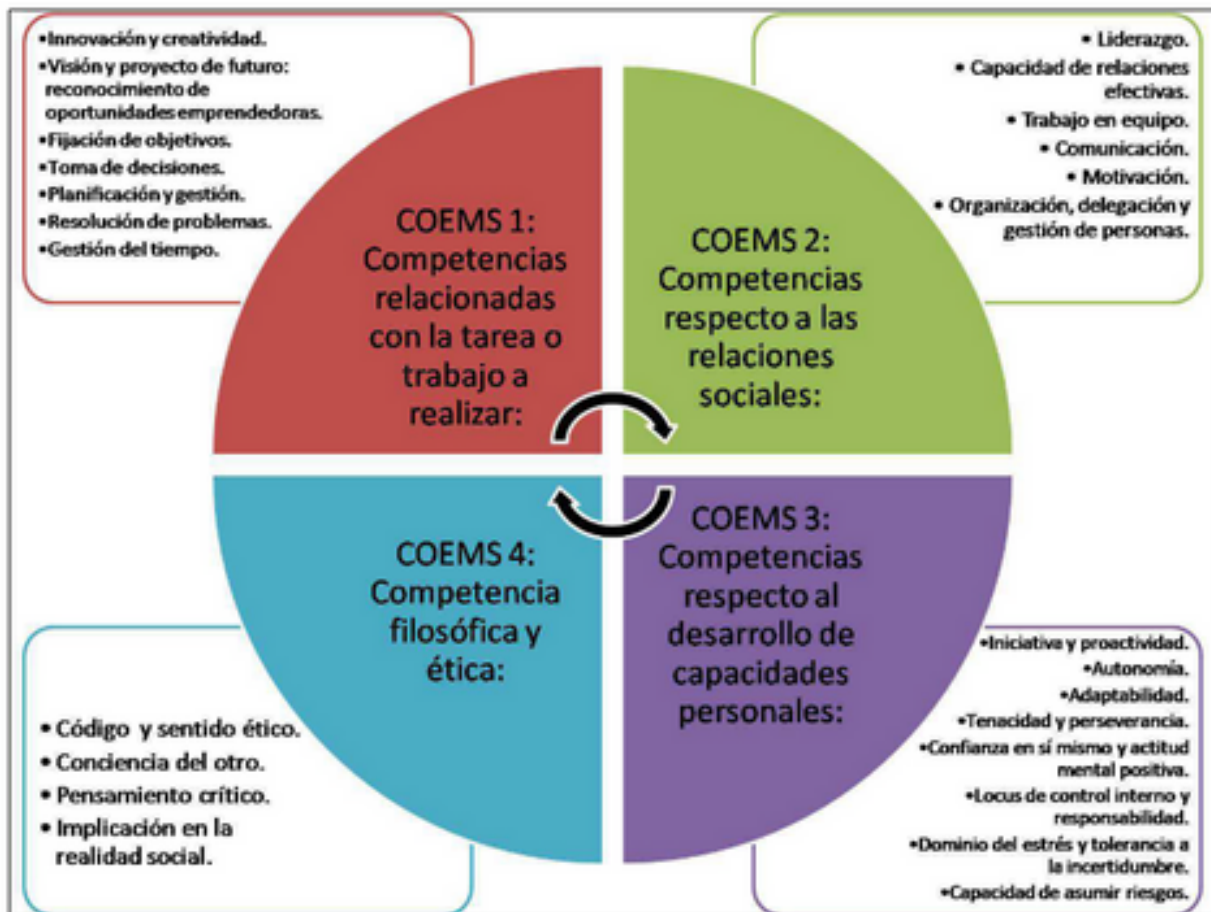 •Innovación y creatividad.
•Visión y proyecto de futuro:
reconocimiento de
oportunidades emprendedoras.
•Fijación de objetivos.
•Toma de decisiones.
•Planificación y gestión.
•Resolución de problemas.
•Gestión del tiempo.
• Liderazgo.
• Capacidad de relaciones
efectivas.
• Trabajo en equipo.
• Comunicación.
• Motivación.
• Organización, delegación y
gestión de personas.
COEMS 1:
Competencias
relacionadas
con la tarea o
trabajo a
realizar:
COEMS 2:
Competencias
respecto a las
relaciones
sociales:
COEMS 4:
Competencia
filosófica y
ética:
COEMS 3:
Competencias
respecto al
desarrollo de
capacidades
personales:
• Código y sentido ético.
• Conciencia del otro.
• Pensamiento crítico.
• Implicación en la
realidad social.
•Iniciativa y proactividad.
•Autonomía.
•Adaptabilidad.
•Tenacidad y perseverancia.
•Confianza en sí mismo y actitud
mental positiva.
•Locus de control interno y
responsabilidad.
•Dominio del estrés y tolerancia a
la incertidumbre.
•Capacidad de asumir riesgos.